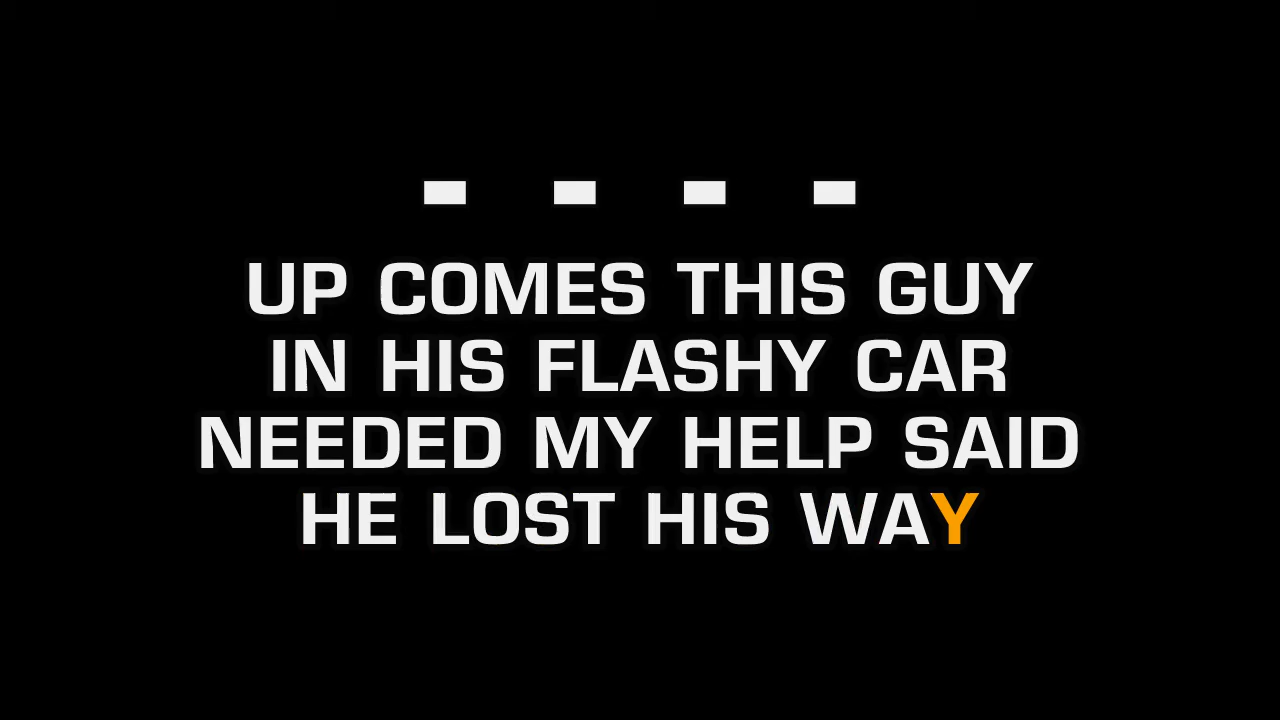 - - - -
UP COMES THIS GUY
IN HIS FLASHY CAR
NEEDED MY HELP SAID
HE LOST HIS WAY